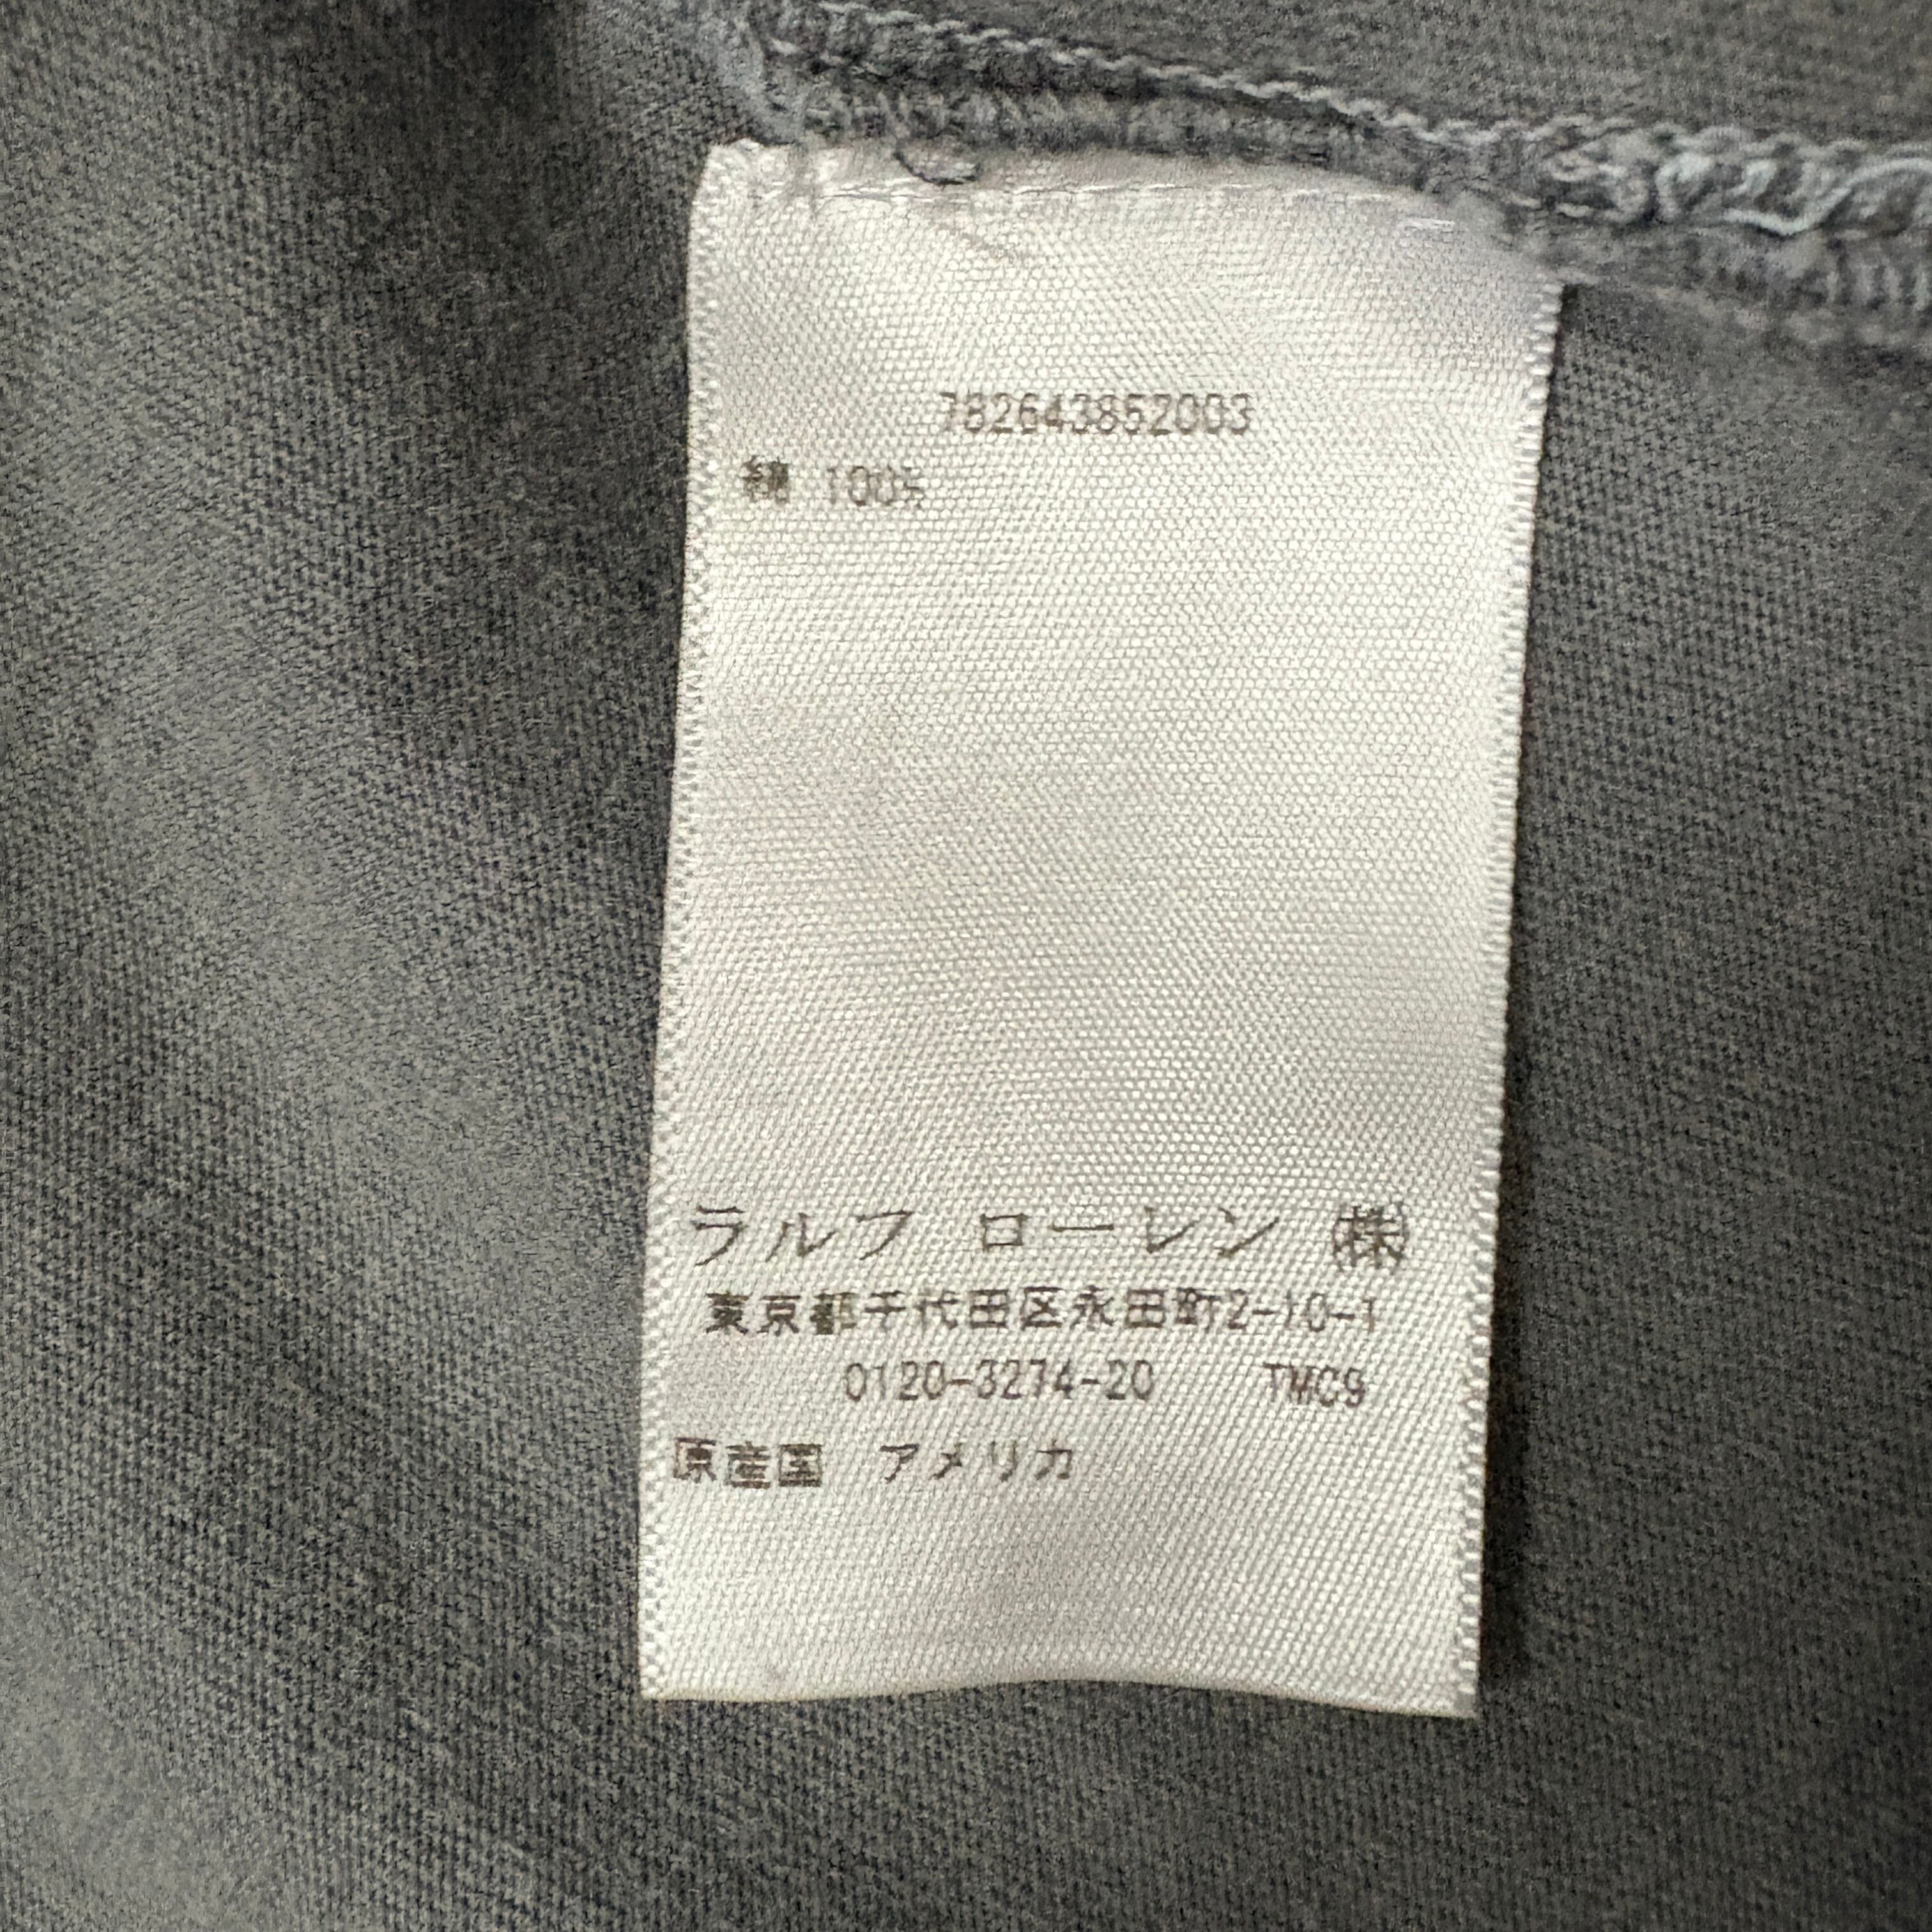 782643852003
綿 100%
ラルフ ローレン ㈱
東京都千代田区永田町2-10-1
0120-3274-20 TMC9
原産国 アメリカ